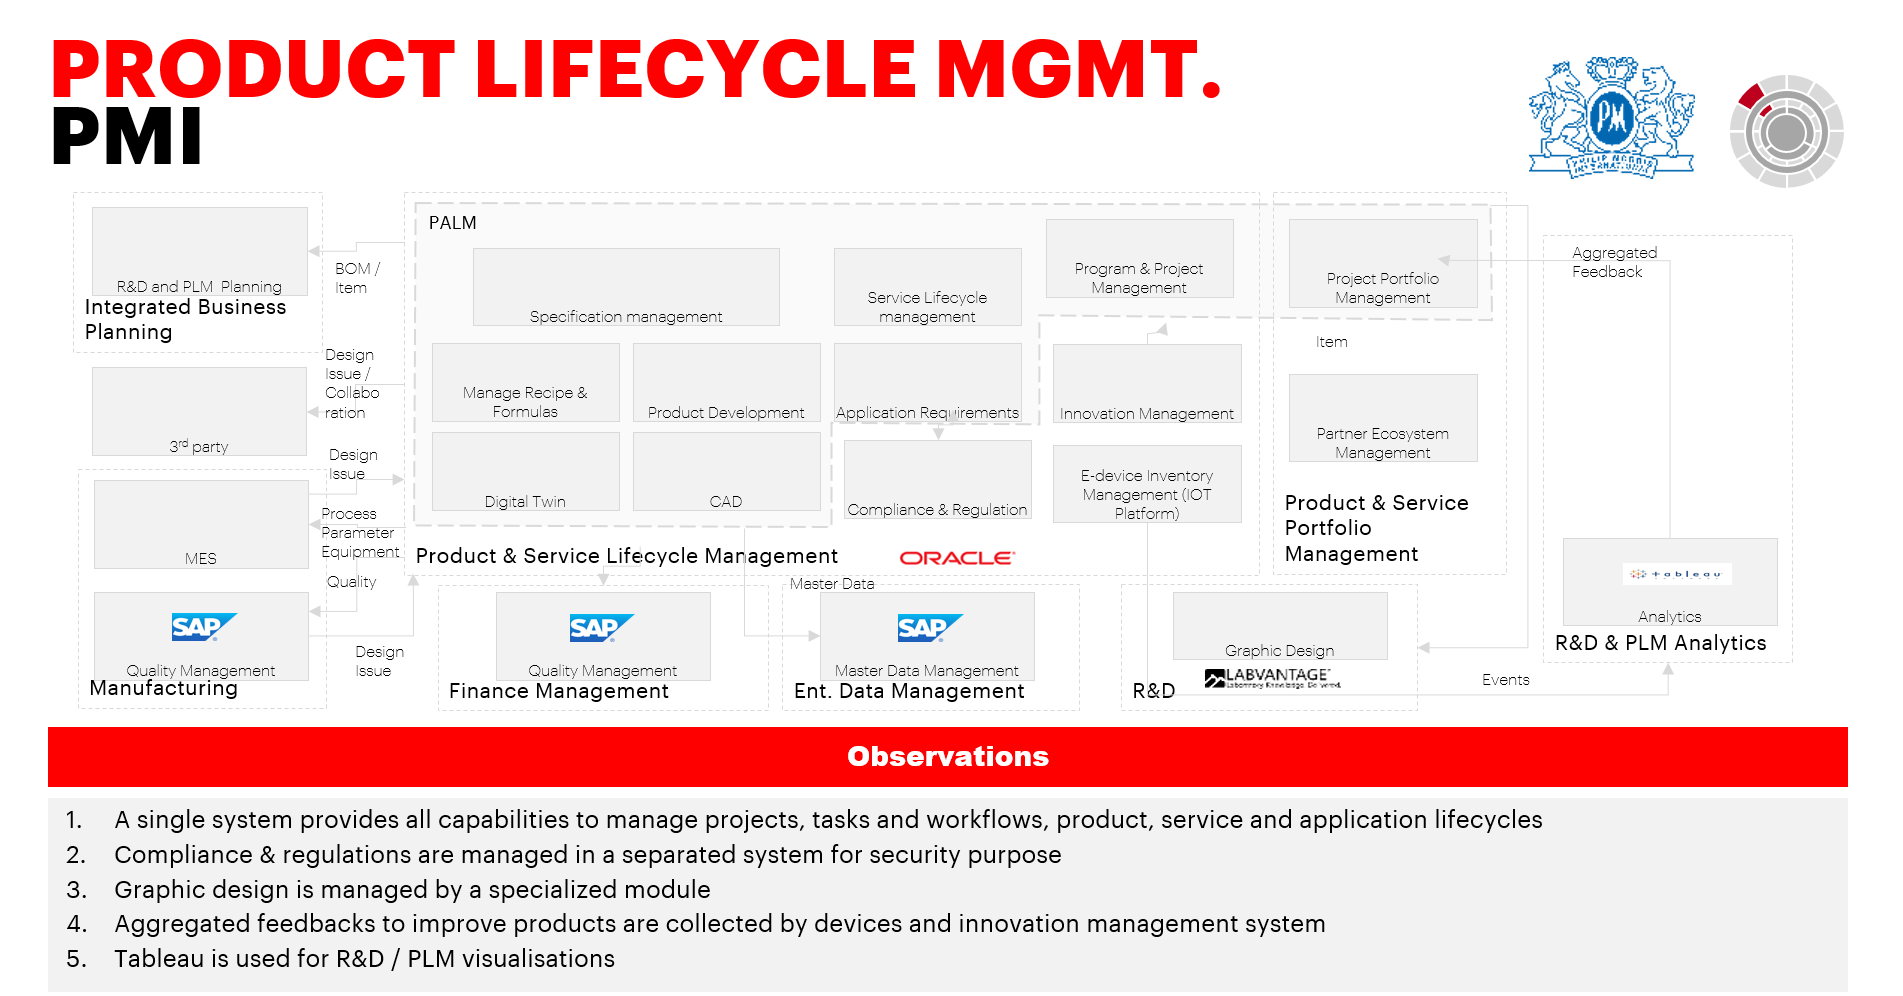 PRODUCT LIFECYCLE MGMT.
PMI
PM
PHILIP MORRIS
INTERNATIONAL
PALM
R&D and PLM  Planning
Integrated Business
Planning
BOM /
Item
Specification management
Service Lifecycle
management
Program & Project
Management
Project Portfolio
Management
Aggregated
Feedback
Design
Issue /
Collabo
ration
3rd party
Manage Recipe &
Formulas
Product Development
Application Requirements
Innovation Management
Item
Partner Ecosystem
Management
Design
Issue
Digital Twin
CAD
Compliance & Regulation
E-device Inventory
Management (IOT
Platform)
Product & Service
Portfolio
Management
MES
Process
Parameter
Equipment
Quality
Product & Service Lifecycle Management
ORACLE
Master Data
SAP
Quality Management
Manufacturing
Design
Issue
SAP
Quality Management
Finance Management
SAP
Master Data Management
Ent. Data Management
Graphic Design
LABVANTAGE
Laboratory Knowledge. Delivered.
R&D
Events
tableau
Analytics
R&D & PLM Analytics
Observations
1. A single system provides all capabilities to manage projects, tasks and workflows, product, service and application lifecycles
2. Compliance & regulations are managed in a separated system for security purpose
3. Graphic design is managed by a specialized module
4. Aggregated feedbacks to improve products are collected by devices and innovation management system
5. Tableau is used for R&D / PLM visualisations